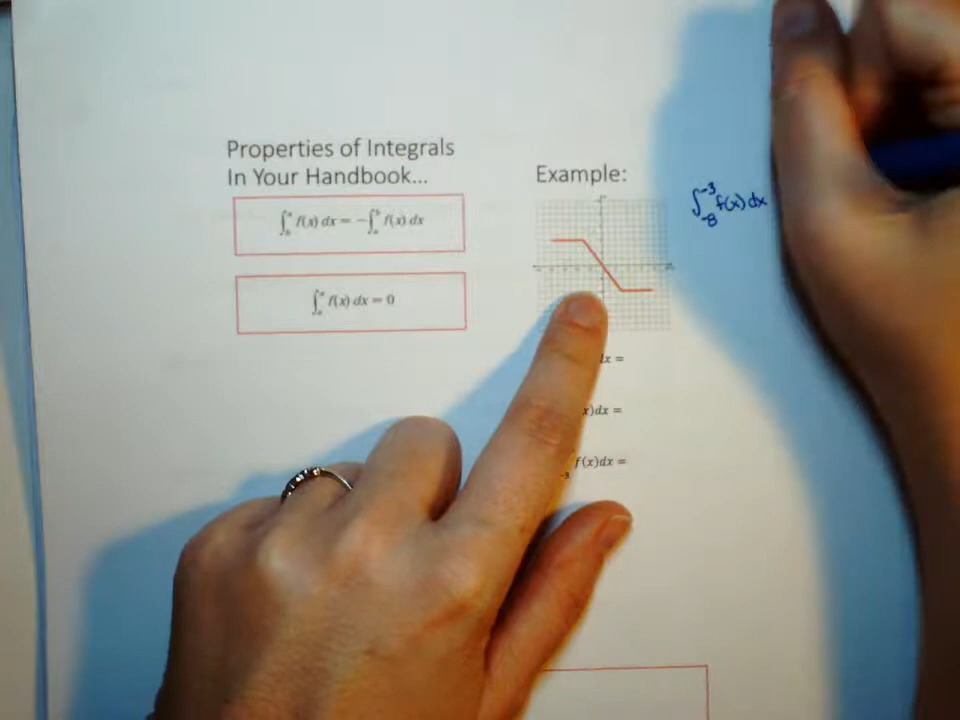 Properties of Integrals
In Your Handbook...
f(x) dx = -∫ f(x) dx
f(x) dx = 0
Example:
∫_{-8}^{-3} f(x) dx
dx =
x)dx =
f(x)dx =